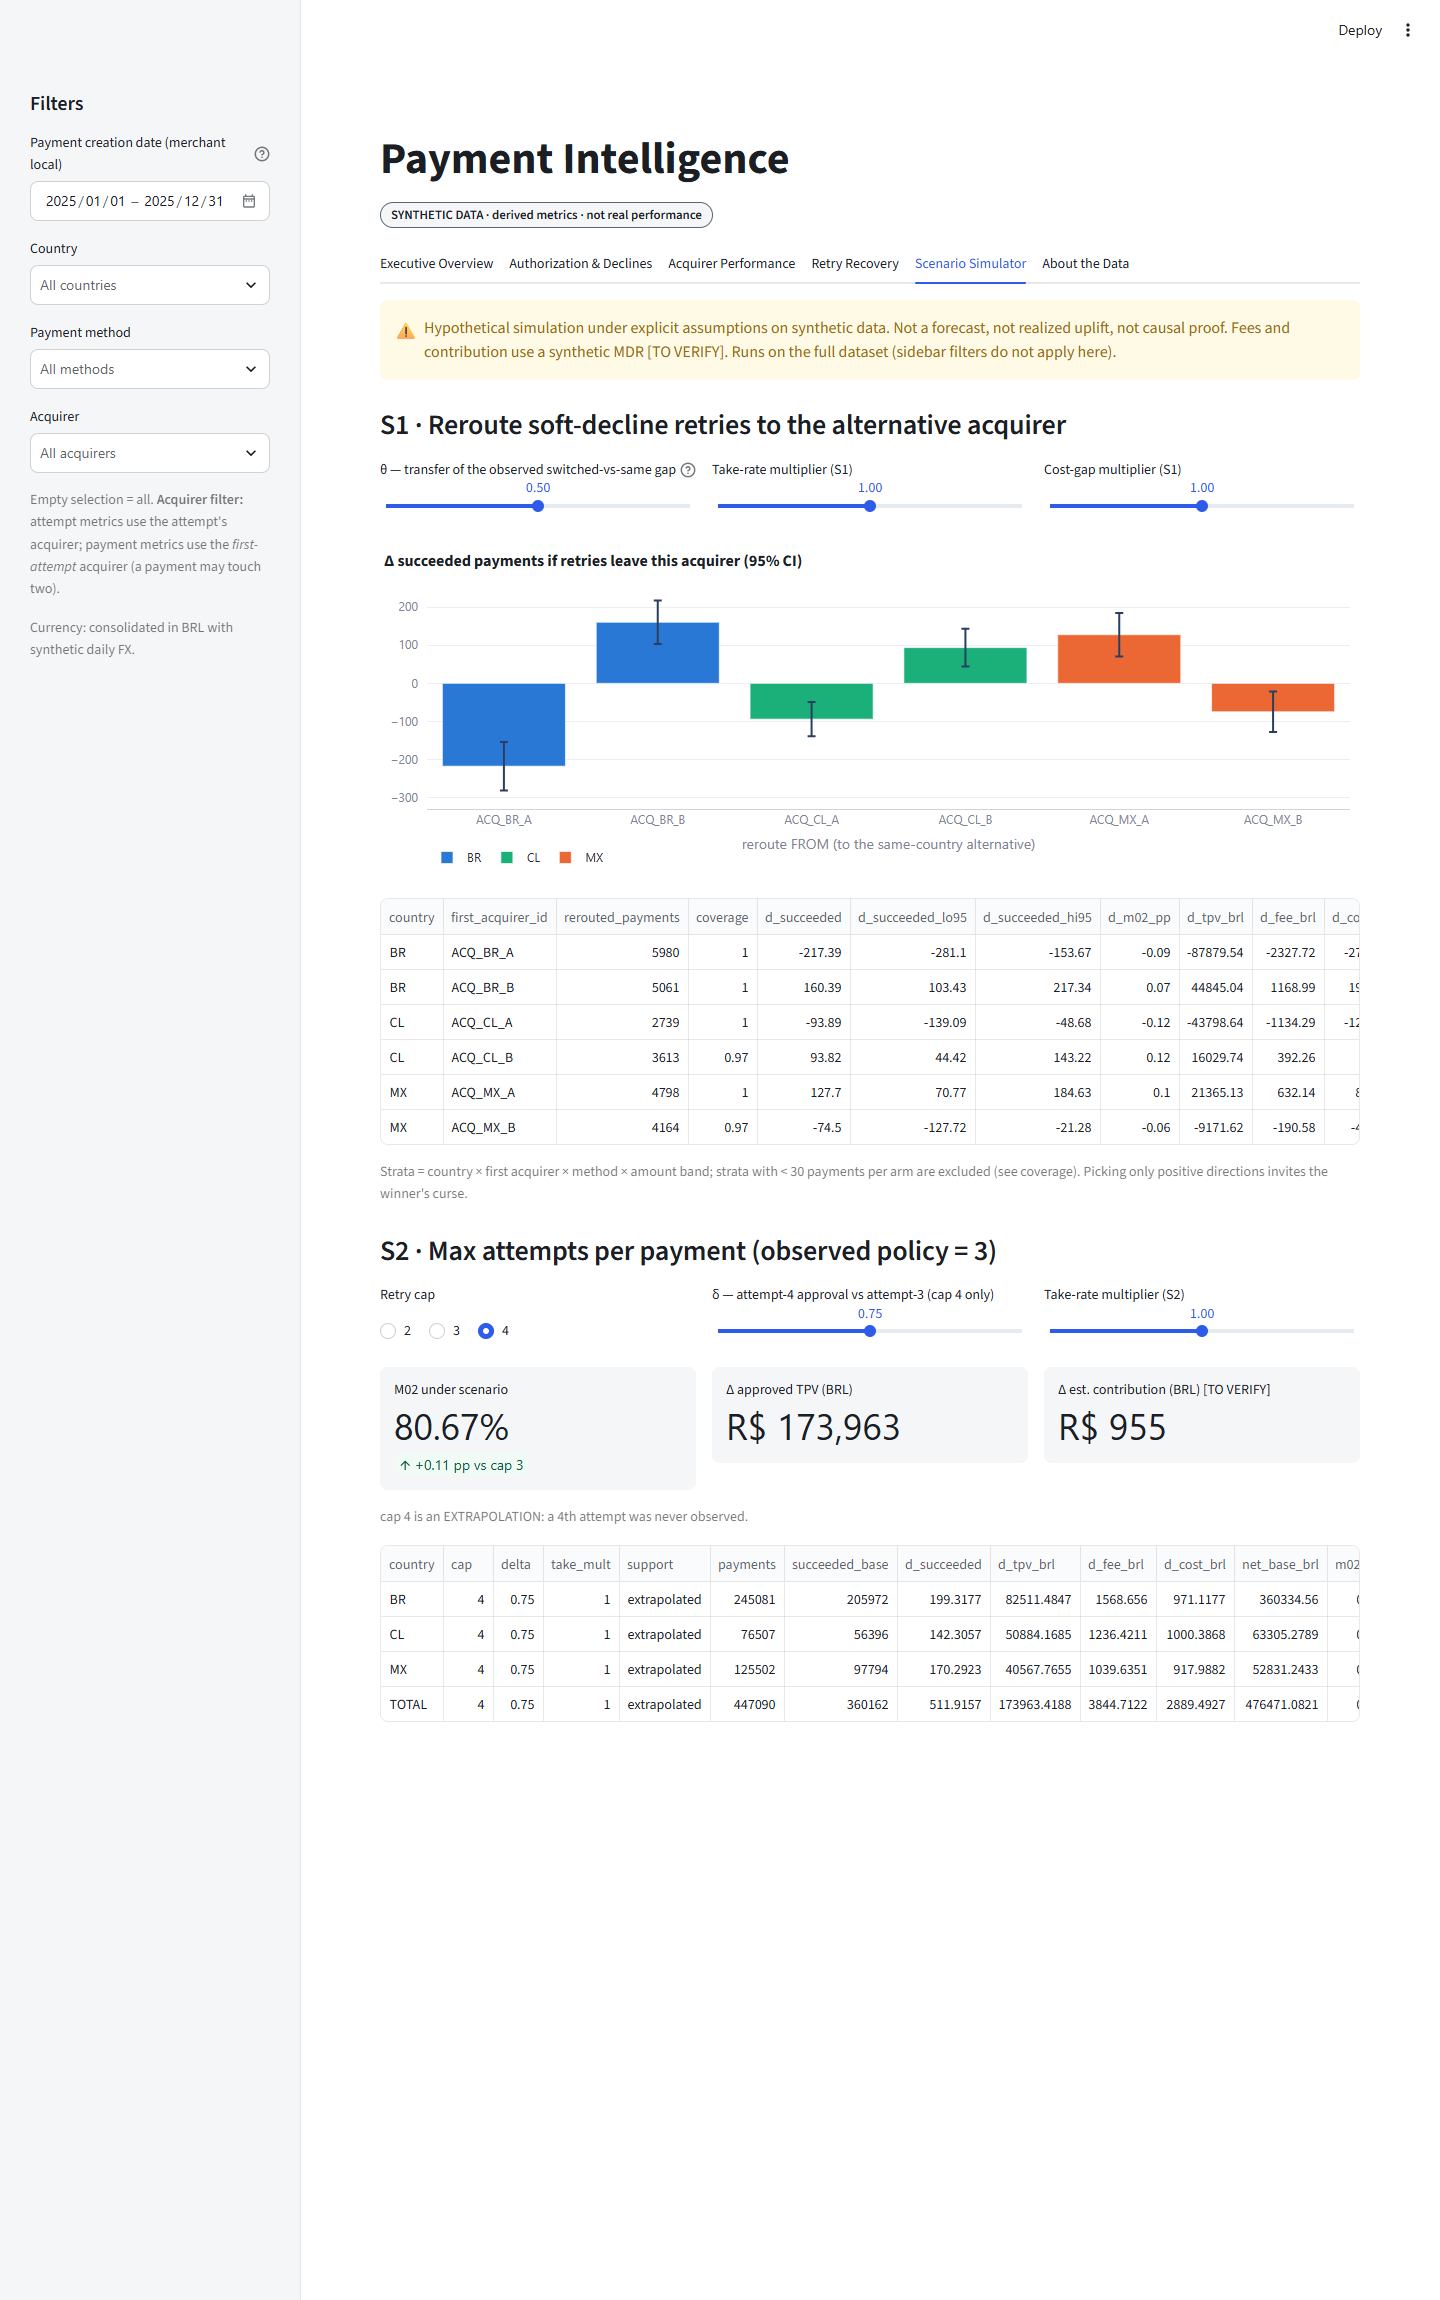 Deploy
Filters
Payment creation date (merchant
local)
2025/01/01 – 2025/12/31
Country
All countries
Payment method
All methods
Acquirer
All acquirers
Empty selection = all. Acquirer filter:
attempt metrics use the attempt's
acquirer; payment metrics use the first-
attempt acquirer (a payment may touch
two).
Currency: consolidated in BRL with
synthetic daily FX.
Payment Intelligence
SYNTHETIC DATA · derived metrics · not real performance
Executive Overview Authorization & Declines Acquirer Performance Retry Recovery Scenario Simulator About the Data
Hypothetical simulation under explicit assumptions on synthetic data. Not a forecast, not realized uplift, not causal proof. Fees and
contribution use a synthetic MDR [TO VERIFY]. Runs on the full dataset (sidebar filters do not apply here).
S1 · Reroute soft-decline retries to the alternative acquirer
θ — transfer of the observed switched-vs-same gap Take-rate multiplier (S1) Cost-gap multiplier (S1)
0.50 1.00 1.00
Δ succeeded payments if retries leave this acquirer (95% CI)
200
100
0
−100
−200
−300
ACQ_BR_A ACQ_BR_B ACQ_CL_A ACQ_CL_B ACQ_MX_A ACQ_MX_B
reroute FROM (to the same-country alternative)
BR CL MX
country first_acquirer_id rerouted_payments coverage d_succeeded d_succeeded_lo95 d_succeeded_hi95 d_m02_pp d_tpv_brl d_fee_brl d_co
BR ACQ_BR_A 5980 1 -217.39 -281.1 -153.67 -0.09 -87879.54 -2327.72 -27
BR ACQ_BR_B 5061 1 160.39 103.43 217.34 0.07 44845.04 1168.99 19
CL ACQ_CL_A 2739 1 -93.89 -139.09 -48.68 -0.12 -43798.64 -1134.29 -12
CL ACQ_CL_B 3613 0.97 93.82 44.42 143.22 0.12 16029.74 392.26
MX ACQ_MX_A 4798 1 127.7 70.77 184.63 0.1 21365.13 632.14
MX ACQ_MX_B 4164 0.97 -74.5 -127.72 -21.28 -0.06 -9171.62 -190.58
Strata = country × first acquirer × method × amount band; strata with < 30 payments per arm are excluded (see coverage). Picking only positive directions invites the
winner's curse.
S2 · Max attempts per payment (observed policy = 3)
Retry cap δ — attempt-4 approval vs attempt-3 (cap 4 only) Take-rate multiplier (S2)
0.75 1.00
2 3 4
M02 under scenario Δ approved TPV (BRL) Δ est. contribution (BRL) [TO VERIFY]
80.67% R$ 173,963 R$ 955
↑ +0.11 pp vs cap 3
cap 4 is an EXTRAPOLATION: a 4th attempt was never observed.
country cap delta take_mult support payments succeeded_base d_succeeded d_tpv_brl d_fee_brl d_cost_brl net_base_brl m02
BR 4 0.75 1 extrapolated 245081 205972 199.3177 82511.4847 1568.656 971.1177 360334.56
CL 4 0.75 1 extrapolated 76507 56396 142.3057 50884.1685 1236.4211 1000.3868 63305.2789
MX 4 0.75 1 extrapolated 125502 97794 170.2923 40567.7655 1039.6351 917.9882 52831.2433
TOTAL 4 0.75 1 extrapolated 447090 360162 511.9157 173963.4188 3844.7122 2889.4927 476471.0821